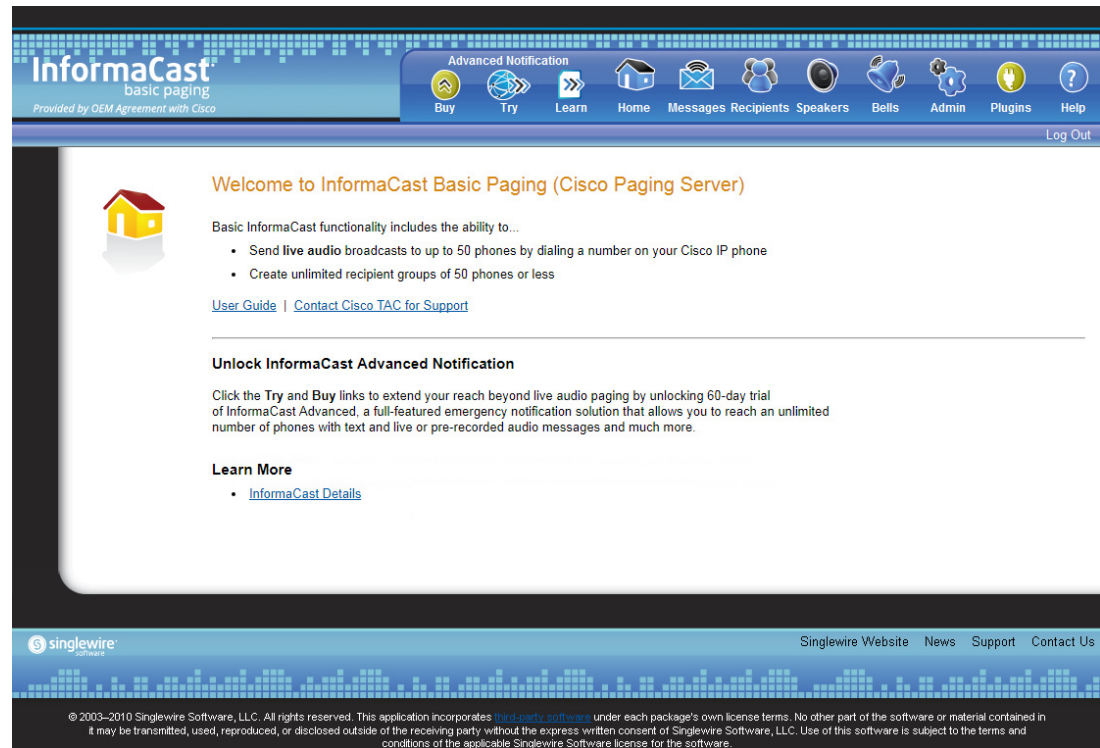 InformaCast
basic paging
Provided by OEM Agreement with Cisco
Advanced Notification
Buy Try Learn Home Messages Recipients Speakers Bells Admin Plugins Help
Log Out
Welcome to InformaCast Basic Paging (Cisco Paging Server)
Basic InformaCast functionality includes the ability to...
• Send live audio broadcasts to up to 50 phones by dialing a number on your Cisco IP phone
• Create unlimited recipient groups of 50 phones or less
User Guide | Contact Cisco TAC for Support
Unlock InformaCast Advanced Notification
Click the Try and Buy links to extend your reach beyond live audio paging by unlocking 60-day trial
of InformaCast Advanced, a full-featured emergency notification solution that allows you to reach an unlimited
number of phones with text and live or pre-recorded audio messages and much more.
Learn More
• InformaCast Details
singlewire
software
Singlewire Website News Support Contact Us
© 2003–2010 Singlewire Software, LLC. All rights reserved. This application incorporates third-party software under each package's own license terms. No other part of the software or material contained in
it may be transmitted, used, reproduced, or disclosed outside of the receiving party without the express written consent of Singlewire Software, LLC. Use of this software is subject to the terms and
conditions of the applicable Singlewire Software license for the software.